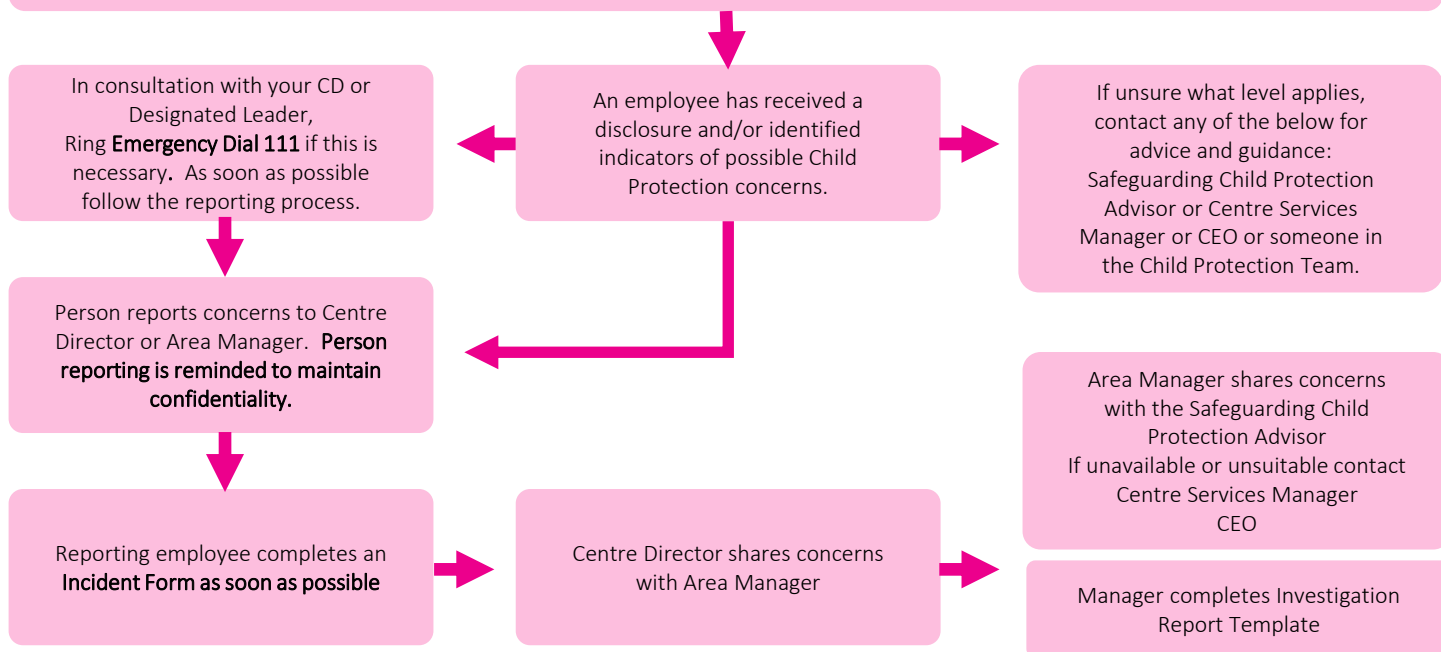 In consultation with your CD or
Designated Leader,
Ring Emergency Dial 111 if this is
necessary. As soon as possible
follow the reporting process.
An employee has received a
disclosure and/or identified
indicators of possible Child
Protection concerns.
If unsure what level applies,
contact any of the below for
advice and guidance:
Safeguarding Child Protection
Advisor or Centre Services
Manager or CEO or someone in
the Child Protection Team.
Person reports concerns to Centre
Director or Area Manager. Person
reporting is reminded to maintain
confidentiality.
Area Manager shares concerns
with the Safeguarding Child
Protection Advisor
If unavailable or unsuitable contact
Centre Services Manager
CEO
Reporting employee completes an
Incident Form as soon as possible
Centre Director shares concerns
with Area Manager
Manager completes Investigation
Report Template